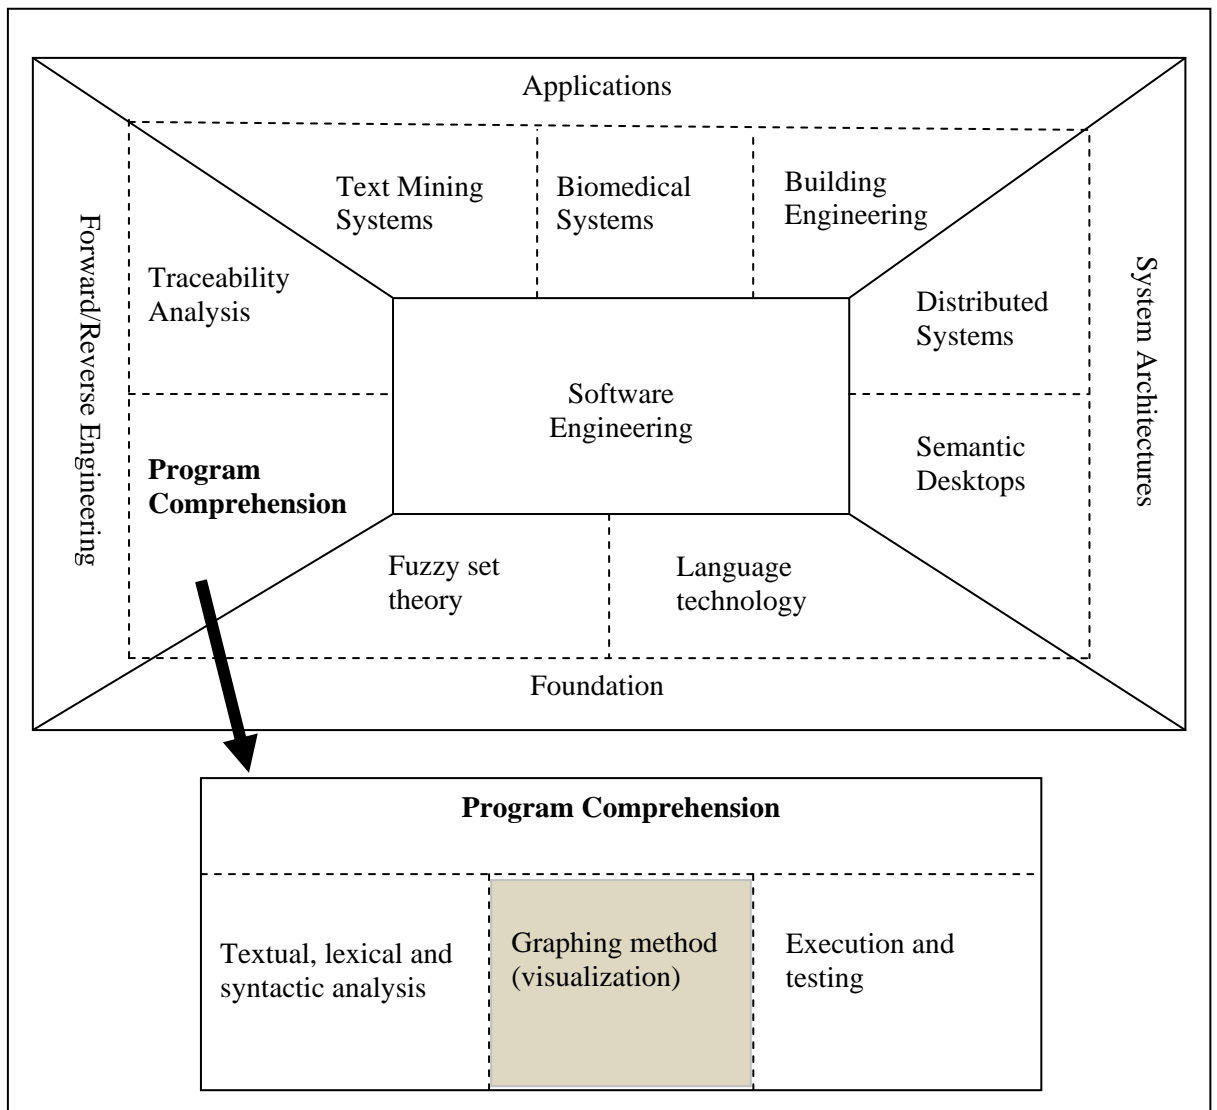 Applications
Text Mining
Systems
Biomedical
Systems
Building
Engineering
Forward/Reverse Engineering
Traceability
Analysis
Program
Comprehension
Software
Engineering
Distributed
Systems
Semantic
Desktops
System Architectures
Fuzzy set
theory
Language
technology
Foundation
Program Comprehension
Textual, lexical and
syntactic analysis
Graphing method
(visualization)
Execution and
testing